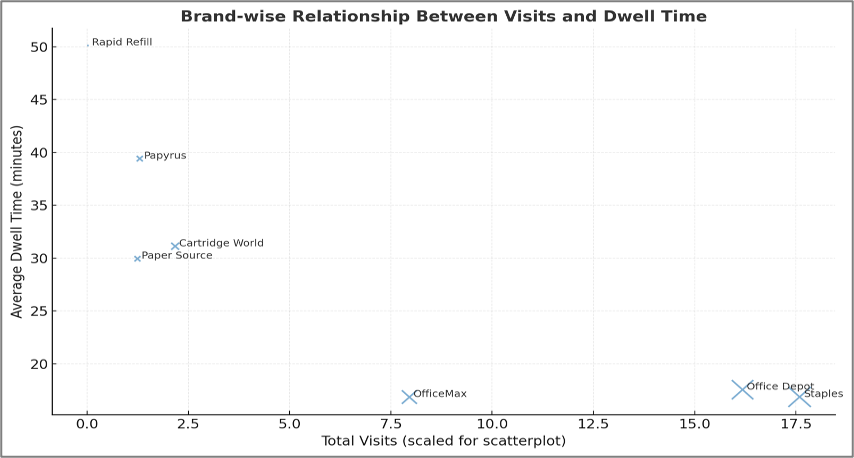 Brand-wise Relationship Between Visits and Dwell Time
Average Dwell Time (minutes)
50
45
40
35
30
25
20
Rapid Refill
Papyrus
Cartridge World
Paper Source
OfficeMax
Office Depot
Staples
0.0 2.5 5.0 7.5 10.0 12.5 15.0 17.5
Total Visits (scaled for scatterplot)